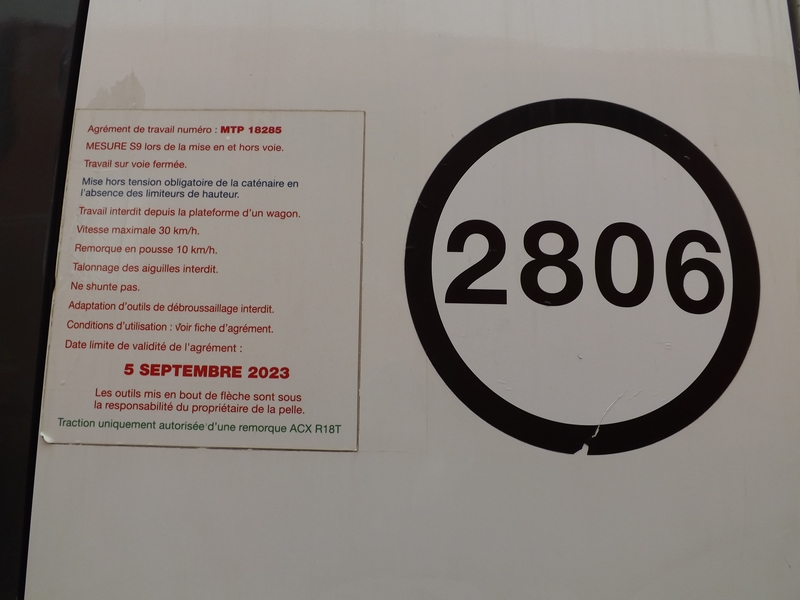 Agrément de travail numéro : MTP 18285
MESURE S9 lors de la mise en et hors voie.
Travail sur voie fermée.
Mise hors tension obligatoire de la caténaire en
l'absence des limiteurs de hauteur.
Travail interdit depuis la plateforme d'un wagon.
Vitesse maximale 30 km/h.
Remorque en pousse 10 km/h.
Talonnage des aiguilles interdit.
Ne shunte pas.
Adaptation d'outils de débroussaillage interdit.
Conditions d'utilisation : Voir fiche d'agrément.
Date limite de validité de l'agrément :
5 SEPTEMBRE 2023
Les outils mis en bout de flèche sont sous
la responsabilité du propriétaire de la pelle.
Traction uniquement autorisée d'une remorque ACX R18T
2806